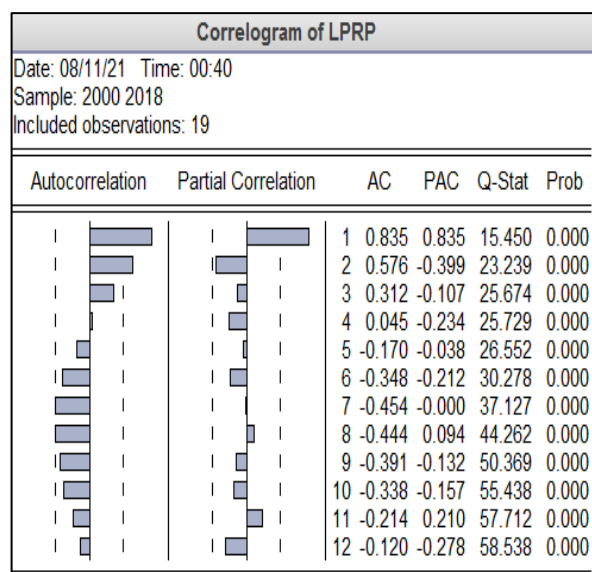 Correlogram of LPRP
Date: 08/11/21 Time: 00:40
Sample: 2000 2018
Included observations: 19
Autocorrelation Partial Correlation AC PAC Q-Stat Prob
1 0.835 0.835 15.450 0.000
2 0.576 -0.399 23.239 0.000
3 0.312 -0.107 25.674 0.000
4 0.045 -0.234 25.729 0.000
5 -0.170 -0.038 26.552 0.000
6 -0.348 -0.212 30.278 0.000
7 -0.454 -0.000 37.127 0.000
8 -0.444 0.094 44.262 0.000
9 -0.391 -0.132 50.369 0.000
10 -0.338 -0.157 55.438 0.000
11 -0.214 0.210 57.712 0.000
12 -0.120 -0.278 58.538 0.000